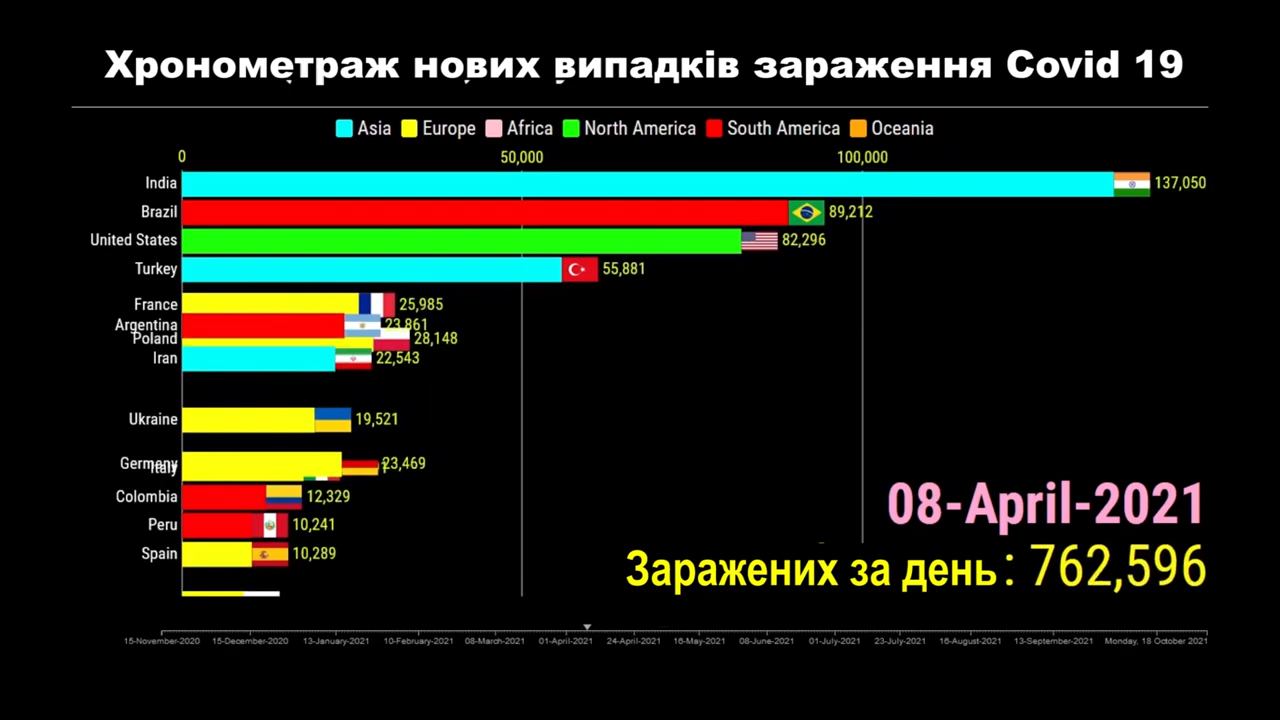 Хронометраж нових випадків зараження Covid 19
Asia Europe Africa North America South America Oceania
0 50,000 100,000
India 137,050
Brazil 89,212
United States 82,296
Turkey 55,881
France 25,985
Argentina 23,861
Poland 28,148
Iran 22,543
Ukraine 19,521
Germany 23,469
Italy
Colombia 12,329
Peru 10,241
Spain 10,289
08-April-2021
Заражених за день: 762,596
15-November-2020 15-December-2020 13-January-2021 10-February-2021 08-March-2021 01-April-2021 24-April-2021 16-May-2021 08-June-2021 01-July-2021 23-July-2021 16-August-2021 13-September-2021 Monday, 18 October 2021